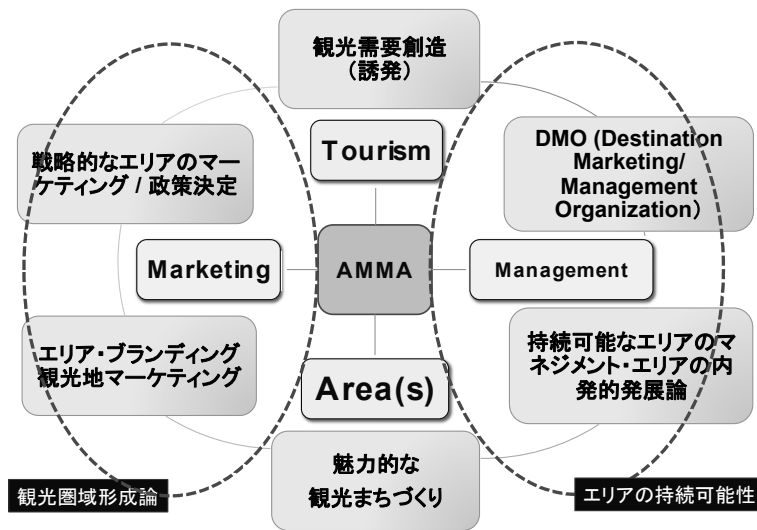 観光需要創造
（誘発）
Tourism
戦略的なエリアのマー
ケティング / 政策決定
DMO (Destination
Marketing/
Management
Organization）
Marketing
AMMA
Management
エリア・ブランディング
観光地マーケティング
Area(s)
持続可能なエリアのマ
ネジメント・エリアの内
発的発展論
魅力的な
観光まちづくり
観光圏域形成論
エリアの持続可能性